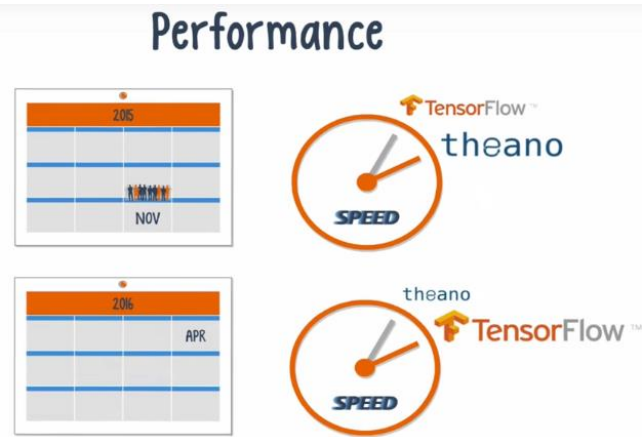 Performance
2015
NOV
TensorFlow™
theano
SPEED
2016
APR
theano
TensorFlow™
SPEED